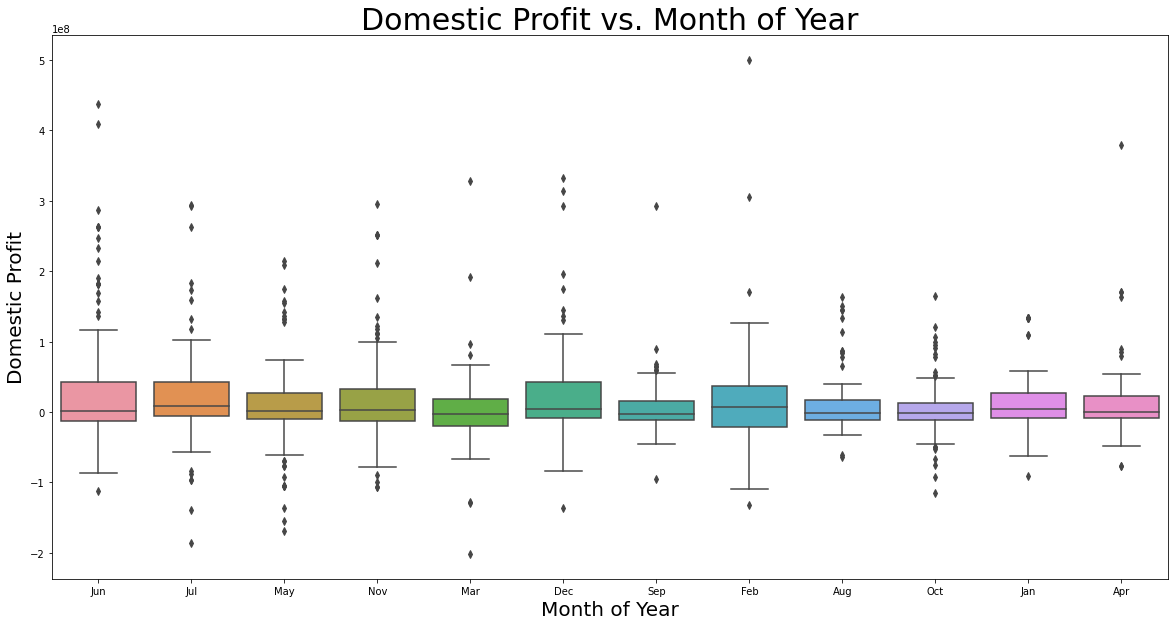 Domestic Profit vs. Month of Year
1e8
5
4
3
2
1
0
−1
−2
Domestic Profit
Jun Jul May Nov Mar Dec Sep Feb Aug Oct Jan Apr
Month of Year